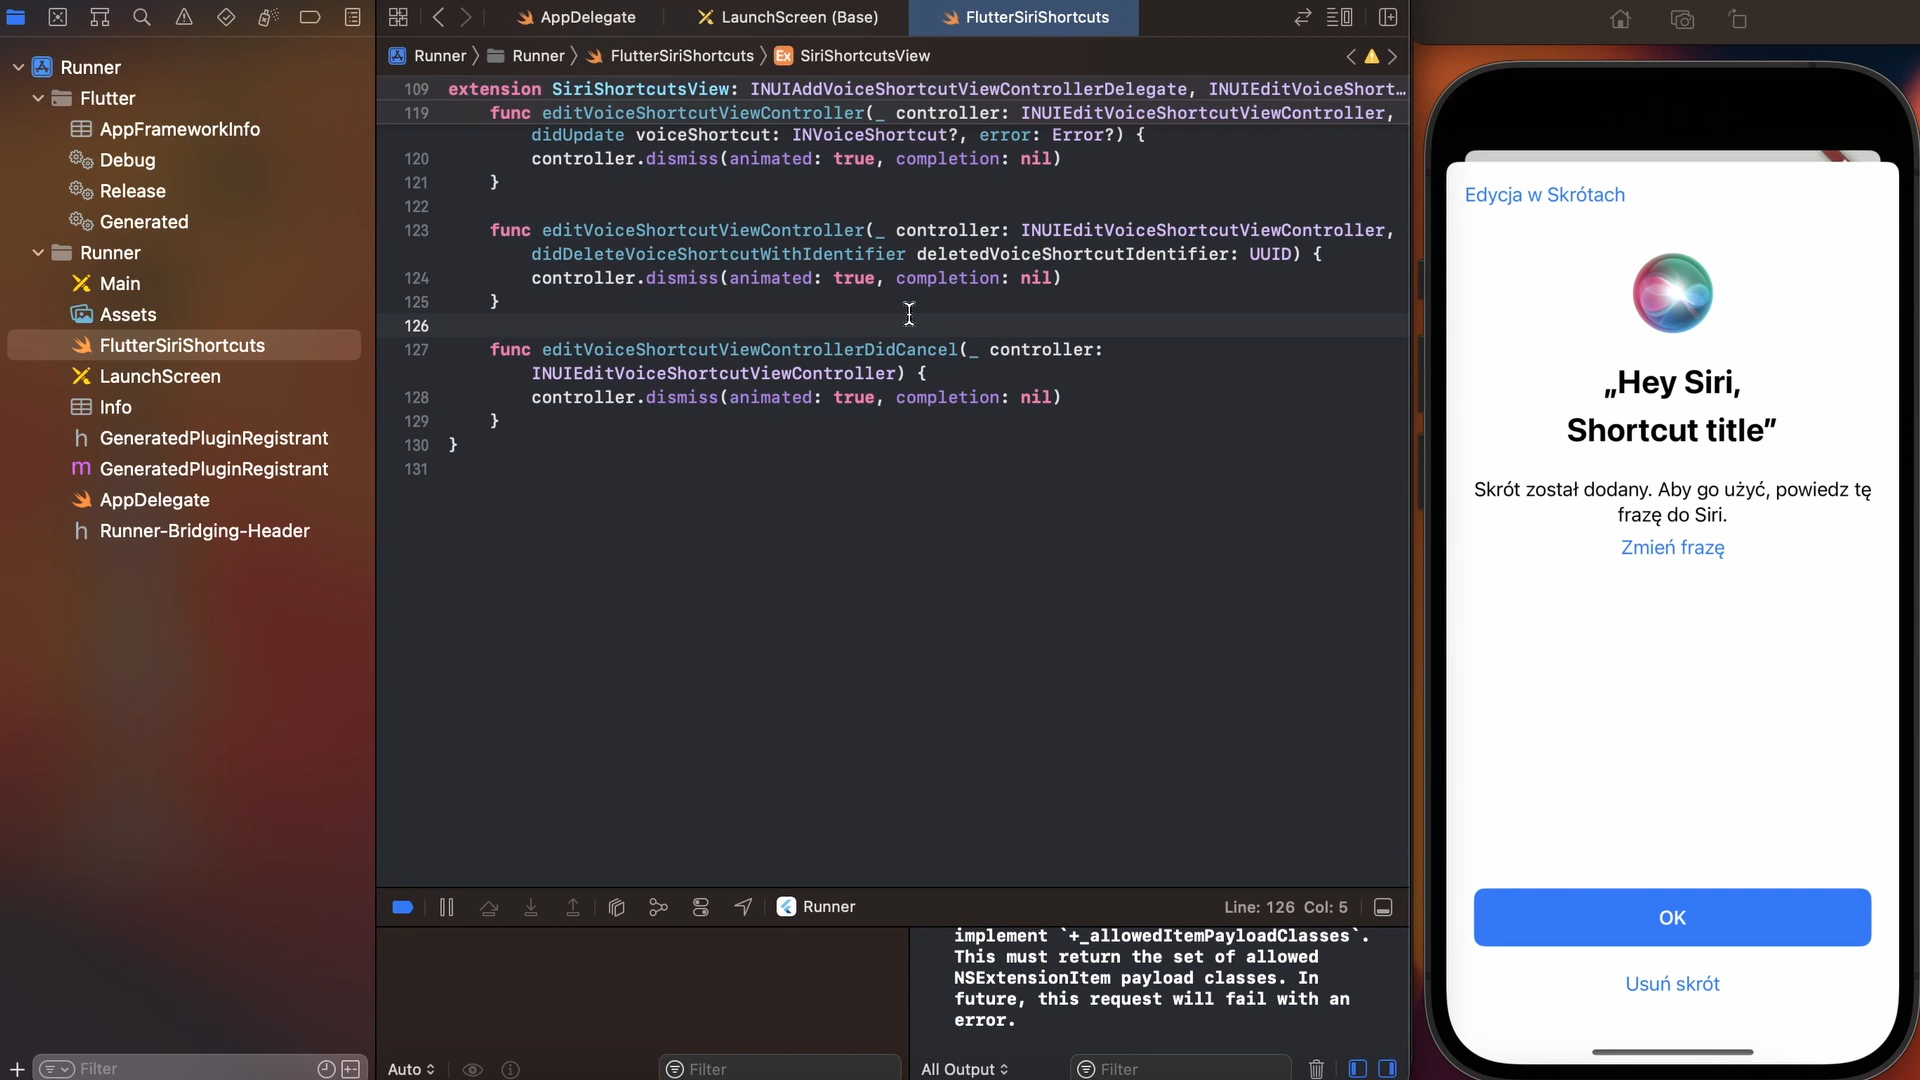 AppDelegate
LaunchScreen (Base)
FlutterSiriShortcuts
Runner
Runner
FlutterSiriShortcuts
Ex
SiriShortcutsView
Runner
Flutter
AppFrameworkInfo
Debug
Release
Generated
Runner
Main
Assets
FlutterSiriShortcuts
LaunchScreen
Info
h GeneratedPluginRegistrant
m GeneratedPluginRegistrant
AppDelegate
h Runner-Bridging-Header
Filter
109 extension SiriShortcutsView: INUIAddVoiceShortcutViewControllerDelegate, INUIEditVoiceShort…
119 func editVoiceShortcutViewController(_ controller: INUIEditVoiceShortcutViewController,
didUpdate voiceShortcut: INVoiceShortcut?, error: Error?) {
120 controller.dismiss(animated: true, completion: nil)
121 }
122
123 func editVoiceShortcutViewController(_ controller: INUIEditVoiceShortcutViewController,
didDeleteVoiceShortcutWithIdentifier deletedVoiceShortcutIdentifier: UUID) {
124 controller.dismiss(animated: true, completion: nil)
125 }
126
127 func editVoiceShortcutViewControllerDidCancel(_ controller:
INUIEditVoiceShortcutViewController) {
128 controller.dismiss(animated: true, completion: nil)
129 }
130 }
131
Runner
Line: 126 Col: 5
implement `+_allowedItemPayloadClasses`.
This must return the set of allowed
NSExtensionItem payload classes. In
future, this request will fail with an
error.
Auto
Filter
All Output
Filter
Edycja w Skrótach
„Hey Siri,
Shortcut title”
Skrót został dodany. Aby go użyć, powiedz tę
frazę do Siri.
Zmień frazę
OK
Usuń skrót